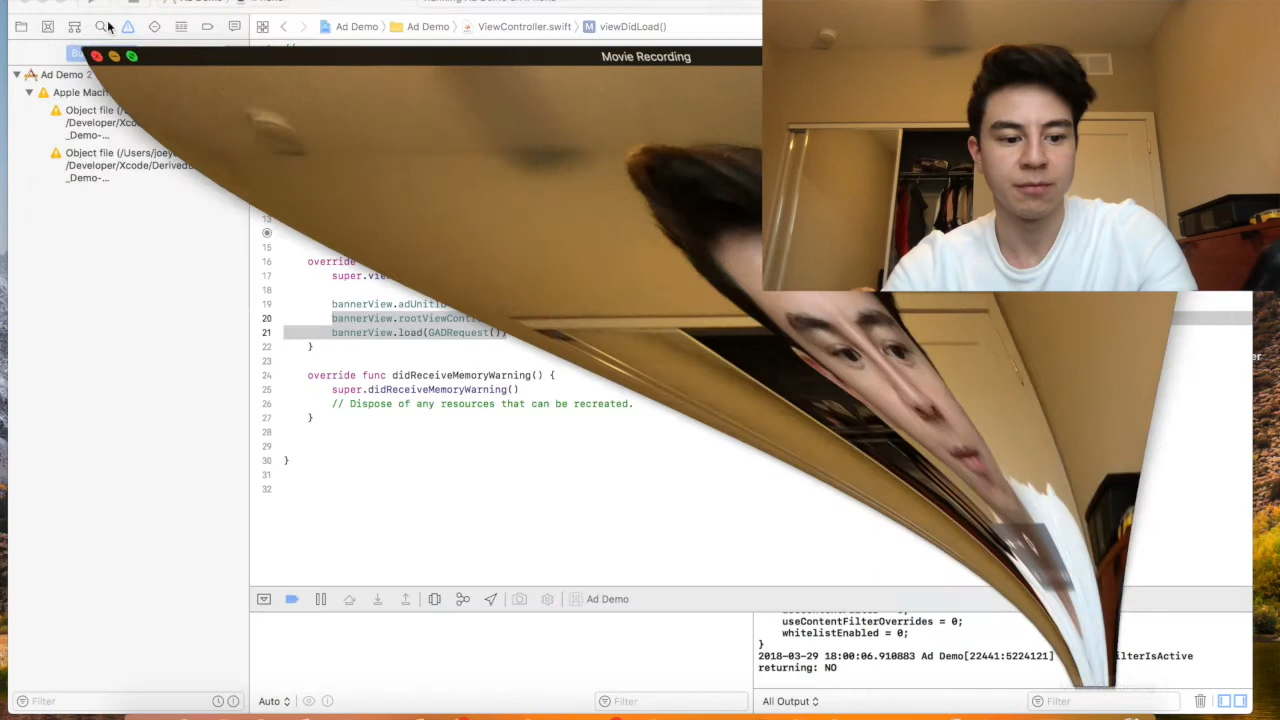 Ad Demo
Ad Demo
ViewController.swift
M
viewDidLoad()
Bu
Movie Recording
Ad Demo 2
Apple Mach
Object file (/
/Developer/Xco
_Demo-...
Object file (/Users/joey
/Developer/Xcode/Derived
_Demo-...
13
15
16 override
17 super.vie
18
19 bannerView.adUnitI
20 bannerView.rootViewContr
21 bannerView.load(GADRequest())
22 }
23
24 override func didReceiveMemoryWarning() {
25 super.didReceiveMemoryWarning()
26 // Dispose of any resources that can be recreated.
27 }
28
29
30 }
31
32
Ad Demo
useContentFilterOverrides = 0;
whitelistEnabled = 0;
}
2018-03-29 18:00:06.910883 Ad Demo[22441:5224121] ilterIsActive
returning: NO
Filter
Auto
Filter
All Output
Filter